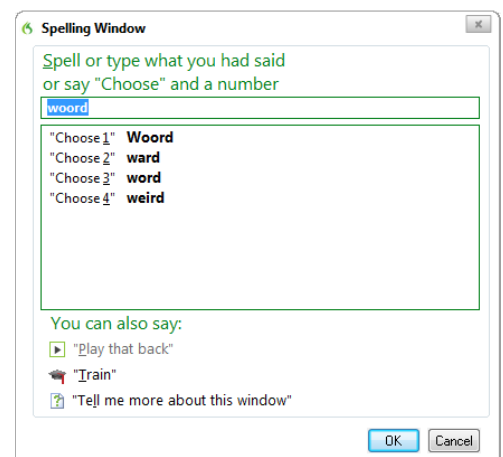 Spelling Window
Spell or type what you had said
or say "Choose" and a number
woord
"Choose 1" Woord
"Choose 2" ward
"Choose 3" word
"Choose 4" weird
You can also say:
"Play that back"
"Train"
"Tell me more about this window"
OK Cancel